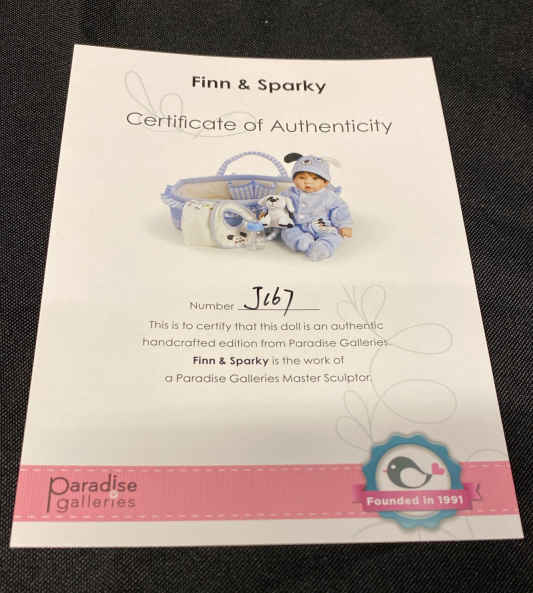 Finn & Sparky
Certificate of Authenticity
Number J167
This is to certify that this doll is an authentic
handcrafted edition from Paradise Galleries.
Finn & Sparky is the work of
a Paradise Galleries Master Sculptor.
Paradise
galleries
Founded in 1991